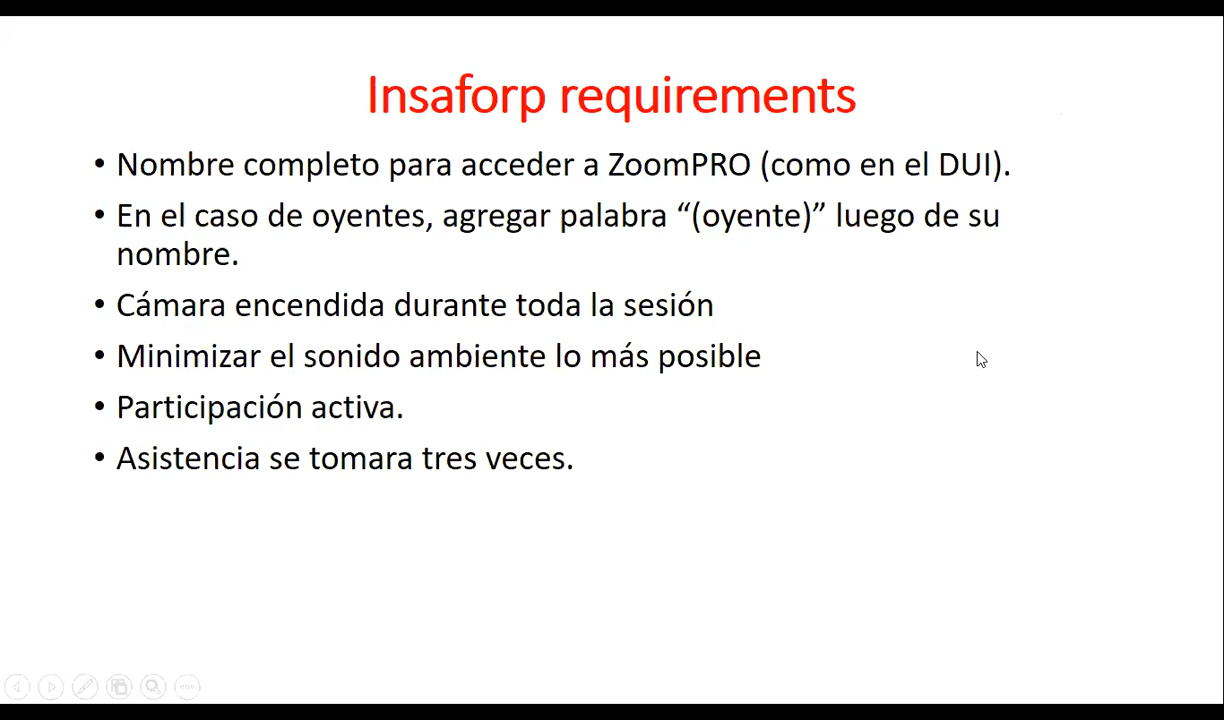 Insaforp requirements
• Nombre completo para acceder a ZoomPRO (como en el DUI).
• En el caso de oyentes, agregar palabra “(oyente)” luego de su
nombre.
• Cámara encendida durante toda la sesión
• Minimizar el sonido ambiente lo más posible
• Participación activa.
• Asistencia se tomara tres veces.